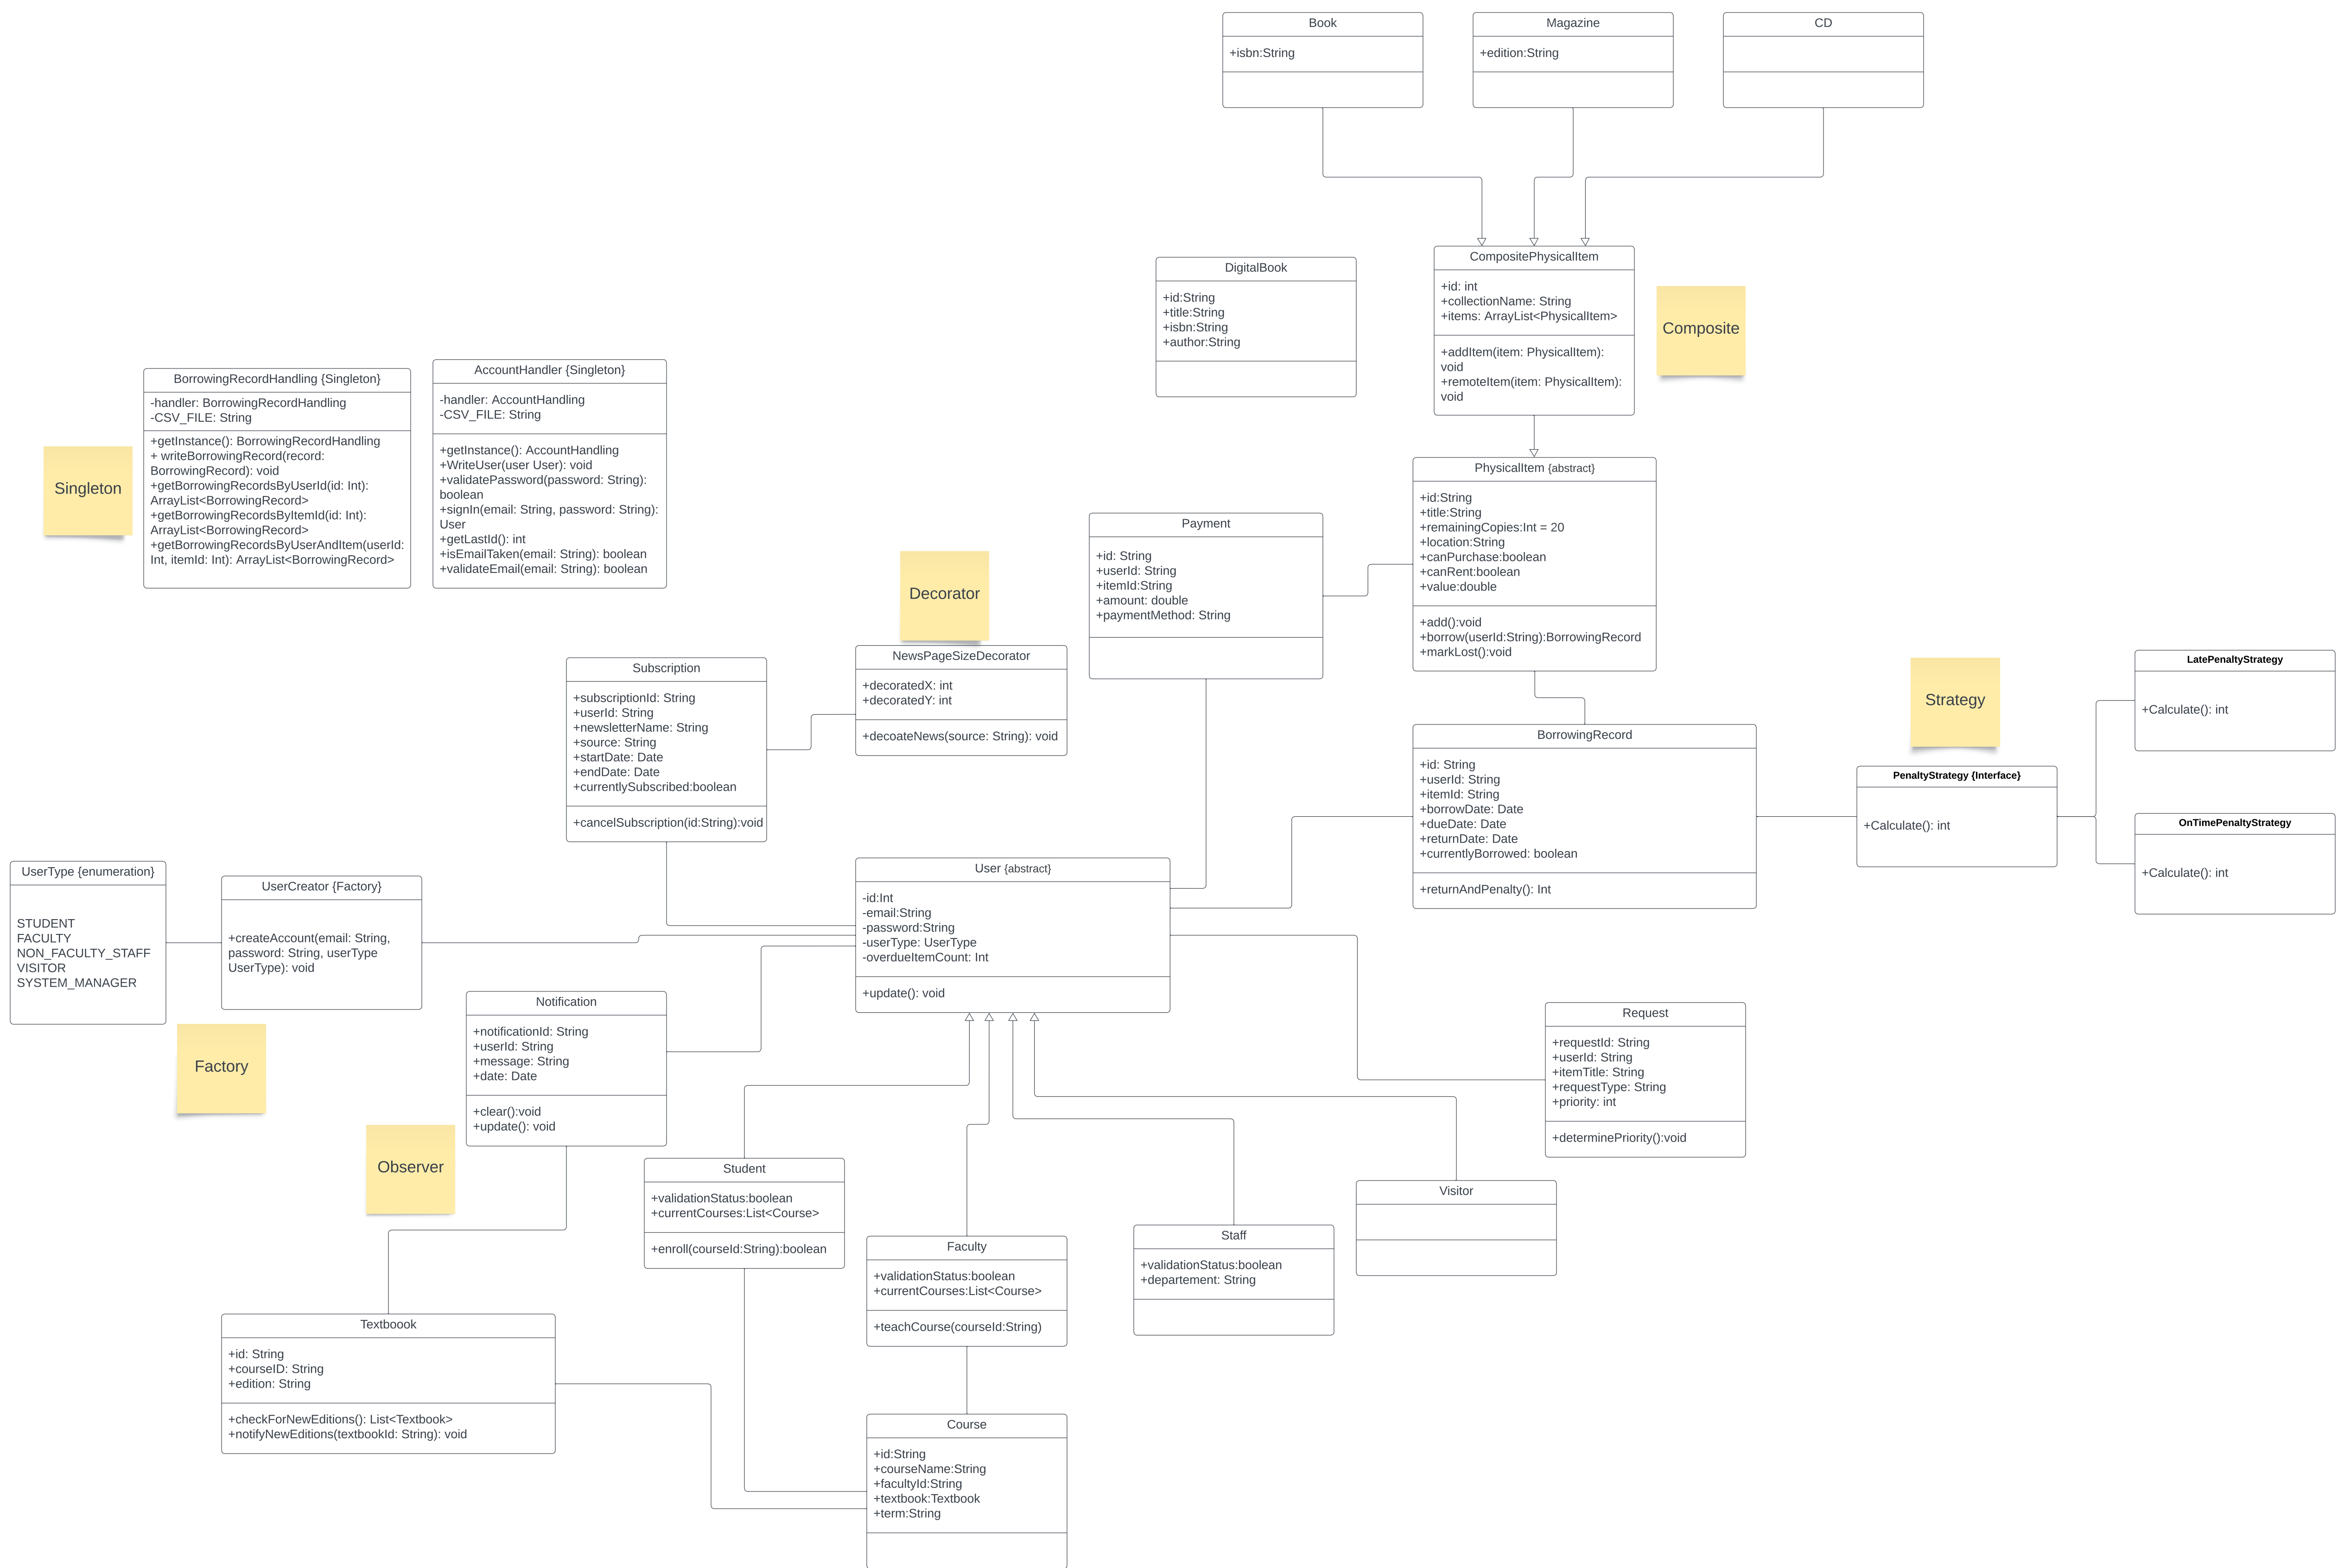 Book
+isbn:String
Magazine
+edition:String
CD
DigitalBook
+id:String
+title:String
+isbn:String
+author:String
CompositePhysicalItem
+id: int
+collectionName: String
+items: ArrayList<PhysicalItem>
+addItem(item: PhysicalItem):
void
+remoteItem(item: PhysicalItem):
void
Composite
Singleton
BorrowingRecordHandling {Singleton}
-handler: BorrowingRecordHandling
-CSV_FILE: String
+getInstance(): BorrowingRecordHandling
+ writeBorrowingRecord(record:
BorrowingRecord): void
+getBorrowingRecordsByUserId(id: Int):
ArrayList<BorrowingRecord>
+getBorrowingRecordsByItemId(id: Int):
ArrayList<BorrowingRecord>
+getBorrowingRecordsByUserAndItem(userId:
Int, itemId: Int): ArrayList<BorrowingRecord>
AccountHandler {Singleton}
-handler: AccountHandling
-CSV_FILE: String
+getInstance(): AccountHandling
+WriteUser(user User): void
+validatePassword(password: String):
boolean
+signIn(email: String, password: String):
User
+getLastId(): int
+isEmailTaken(email: String): boolean
+validateEmail(email: String): boolean
Decorator
Payment
+id: String
+userId: String
+itemId:String
+amount: double
+paymentMethod: String
PhysicalItem {abstract}
+id:String
+title:String
+remainingCopies:Int = 20
+location:String
+canPurchase:boolean
+canRent:boolean
+value:double
+add():void
+borrow(userId:String):BorrowingRecord
+markLost():void
Subscription
+subscriptionId: String
+userId: String
+newsletterName: String
+source: String
+startDate: Date
+endDate: Date
+currentlySubscribed:boolean
+cancelSubscription(id:String):void
NewsPageSizeDecorator
+decoratedX: int
+decoratedY: int
+decoateNews(source: String): void
BorrowingRecord
+id: String
+userId: String
+itemId: String
+borrowDate: Date
+dueDate: Date
+returnDate: Date
+currentlyBorrowed: boolean
+returnAndPenalty(): Int
Strategy
PenaltyStrategy {Interface}
+Calculate(): int
LatePenaltyStrategy
+Calculate(): int
OnTimePenaltyStrategy
+Calculate(): int
UserType {enumeration}
STUDENT
FACULTY
NON_FACULTY_STAFF
VISITOR
SYSTEM_MANAGER
UserCreator {Factory}
+createAccount(email: String,
password: String, userType
UserType): void
Factory
User {abstract}
-id:Int
-email:String
-password:String
-userType: UserType
-overdueItemCount: Int
+update(): void
Notification
+notificationId: String
+userId: String
+message: String
+date: Date
+clear():void
+update(): void
Observer
Request
+requestId: String
+userId: String
+itemTitle: String
+requestType: String
+priority: int
+determinePriority():void
Student
+validationStatus:boolean
+currentCourses:List<Course>
+enroll(courseId:String):boolean
Faculty
+validationStatus:boolean
+currentCourses:List<Course>
+teachCourse(courseId:String)
Staff
+validationStatus:boolean
+departement: String
Visitor
Textboook
+id: String
+courseID: String
+edition: String
+checkForNewEditions(): List<Textbook>
+notifyNewEditions(textbookId: String): void
Course
+id:String
+courseName:String
+facultyId:String
+textbook:Textbook
+term:String